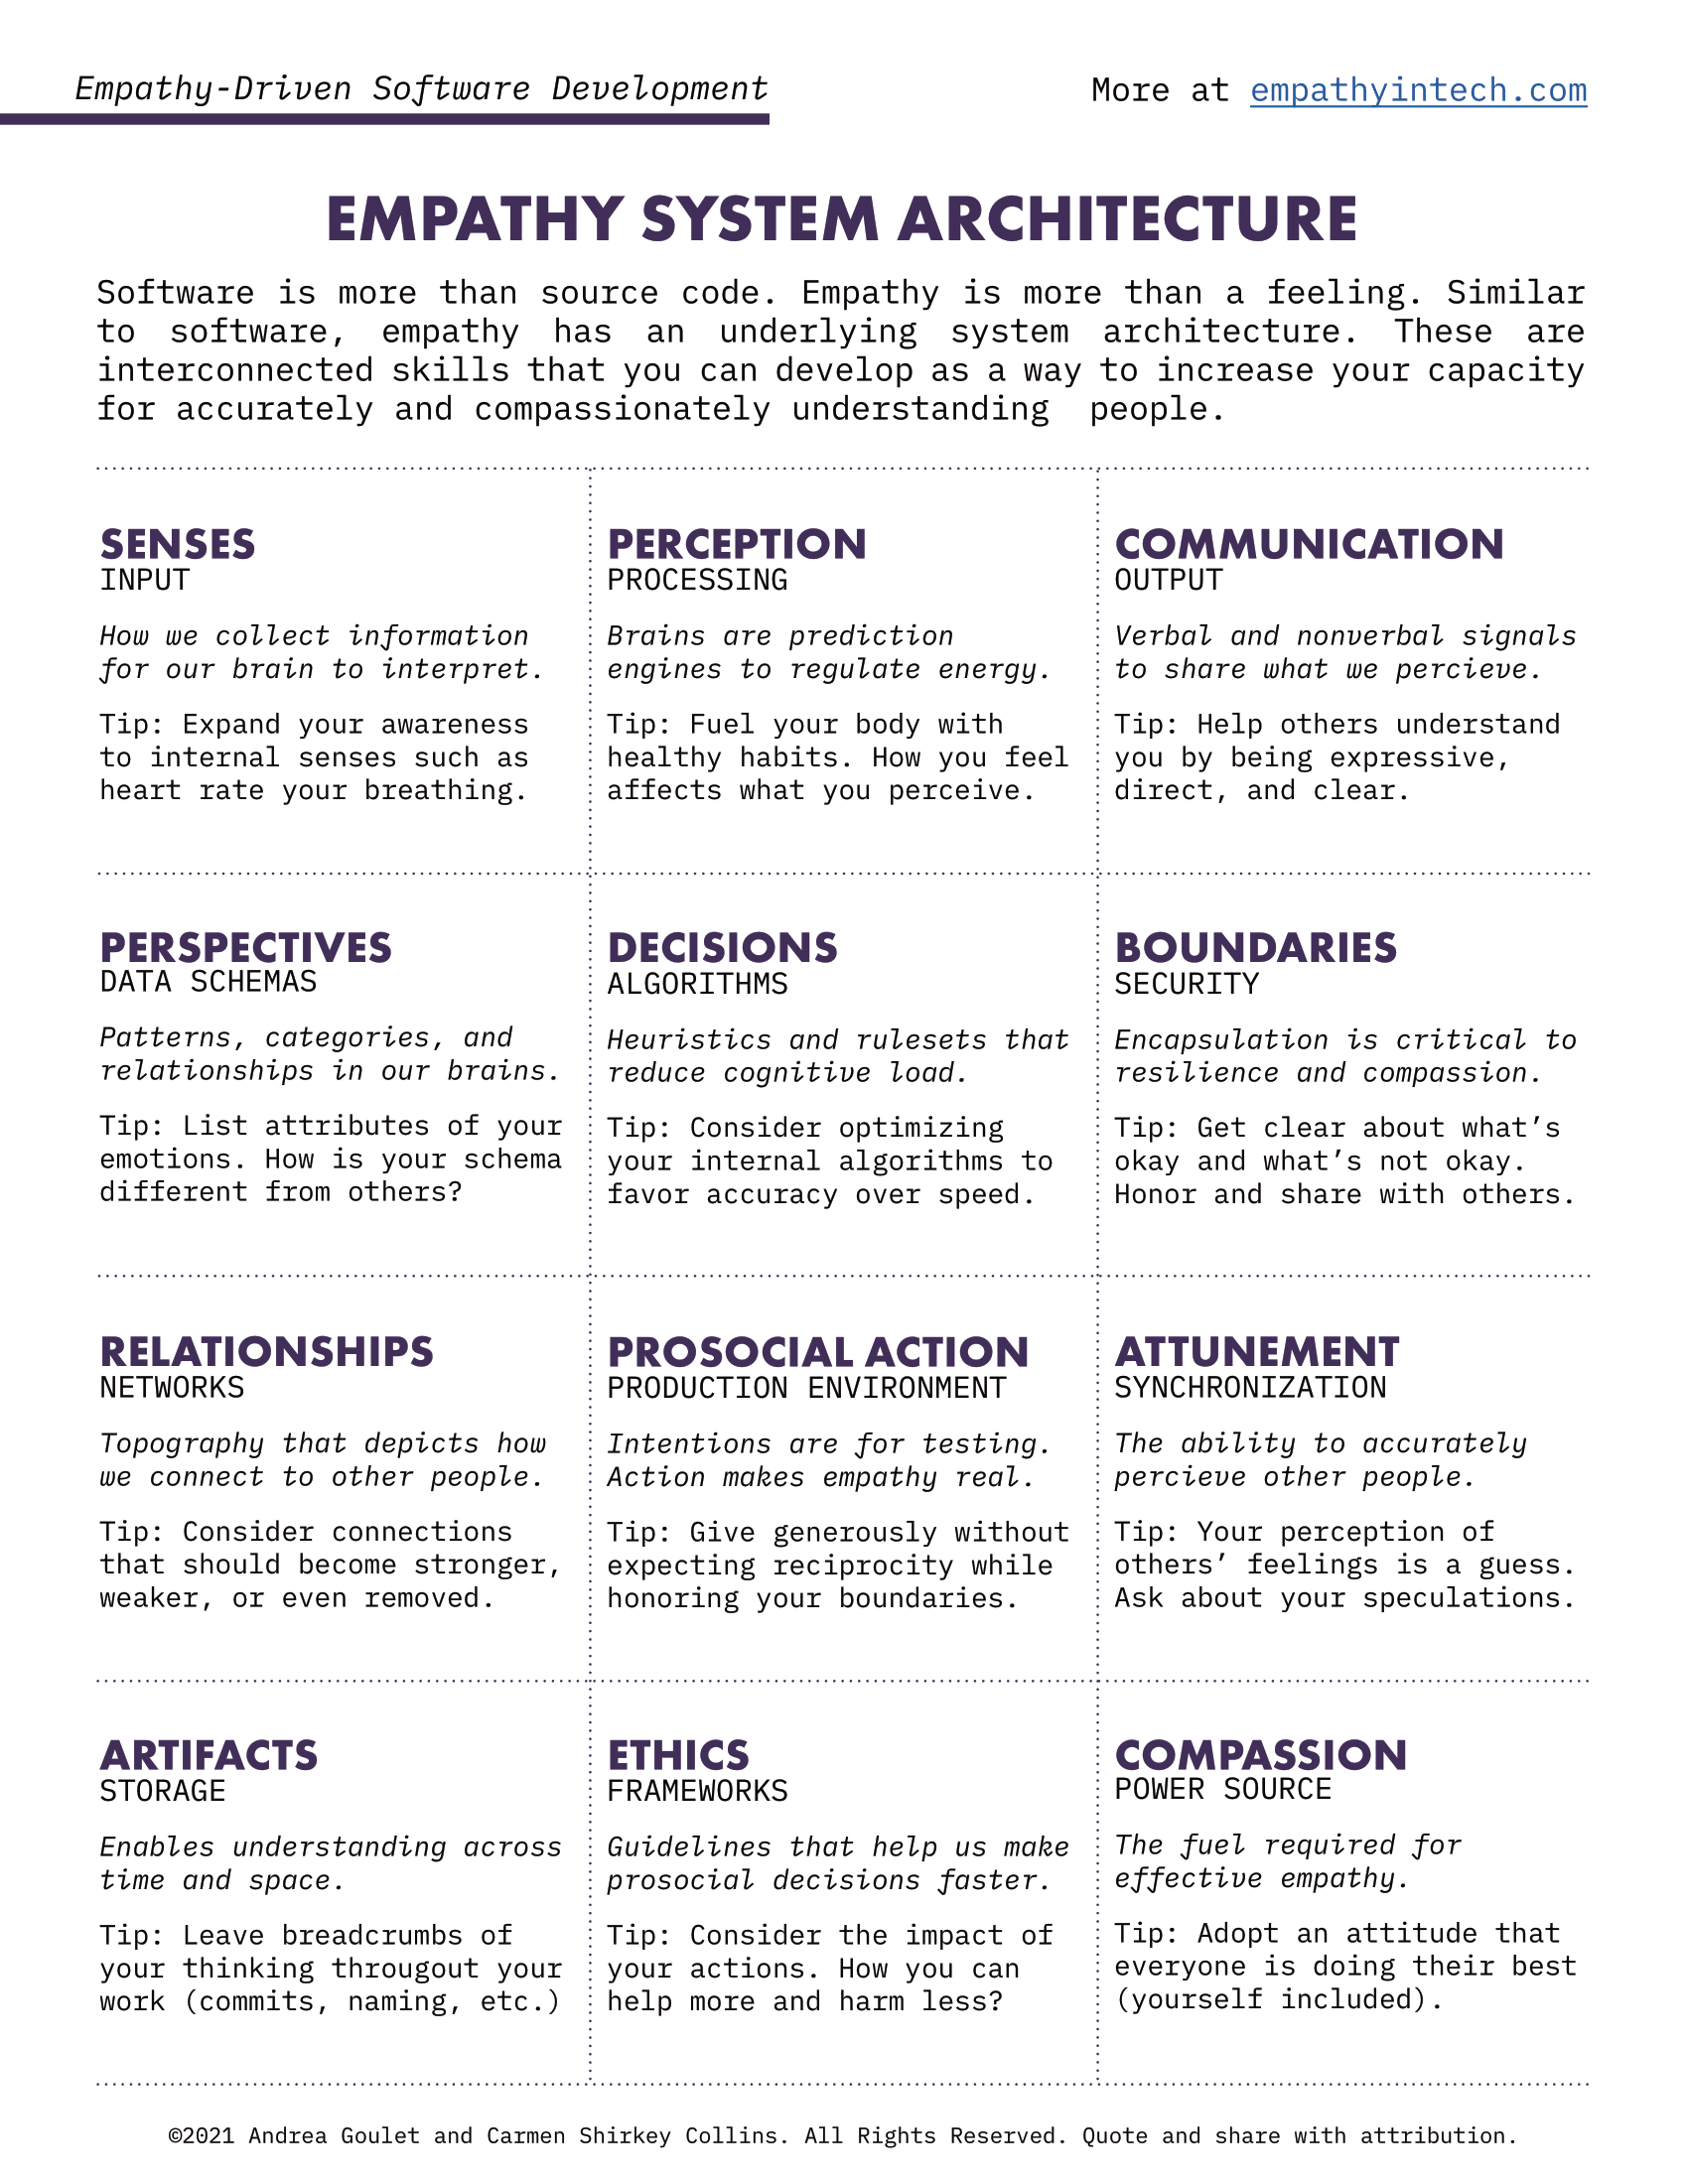 Empathy-Driven Software Development
More at empathyintech.com
EMPATHY SYSTEM ARCHITECTURE
Software is more than source code. Empathy is more than a feeling. Similar
to software, empathy has an underlying system architecture. These are
interconnected skills that you can develop as a way to increase your capacity
for accurately and compassionately understanding people.
SENSES
INPUT
How we collect information
for our brain to interpret.
Tip: Expand your awareness
to internal senses such as
heart rate your breathing.
PERCEPTION
PROCESSING
Brains are prediction
engines to regulate energy.
Tip: Fuel your body with
healthy habits. How you feel
affects what you perceive.
COMMUNICATION
OUTPUT
Verbal and nonverbal signals
to share what we percieve.
Tip: Help others understand
you by being expressive,
direct, and clear.
PERSPECTIVES
DATA SCHEMAS
Patterns, categories, and
relationships in our brains.
Tip: List attributes of your
emotions. How is your schema
different from others?
DECISIONS
ALGORITHMS
Heuristics and rulesets that
reduce cognitive load.
Tip: Consider optimizing
your internal algorithms to
favor accuracy over speed.
BOUNDARIES
SECURITY
Encapsulation is critical to
resilience and compassion.
Tip: Get clear about what’s
okay and what’s not okay.
Honor and share with others.
RELATIONSHIPS
NETWORKS
Topography that depicts how
we connect to other people.
Tip: Consider connections
that should become stronger,
weaker, or even removed.
PROSOCIAL ACTION
PRODUCTION ENVIRONMENT
Intentions are for testing.
Action makes empathy real.
Tip: Give generously without
expecting reciprocity while
honoring your boundaries.
ATTUNEMENT
SYNCHRONIZATION
The ability to accurately
percieve other people.
Tip: Your perception of
others’ feelings is a guess.
Ask about your speculations.
ARTIFACTS
STORAGE
Enables understanding across
time and space.
Tip: Leave breadcrumbs of
your thinking througout your
work (commits, naming, etc.)
ETHICS
FRAMEWORKS
Guidelines that help us make
prosocial decisions faster.
Tip: Consider the impact of
your actions. How you can
help more and harm less?
COMPASSION
POWER SOURCE
The fuel required for
effective empathy.
Tip: Adopt an attitude that
everyone is doing their best
(yourself included).
©2021 Andrea Goulet and Carmen Shirkey Collins. All Rights Reserved. Quote and share with attribution.